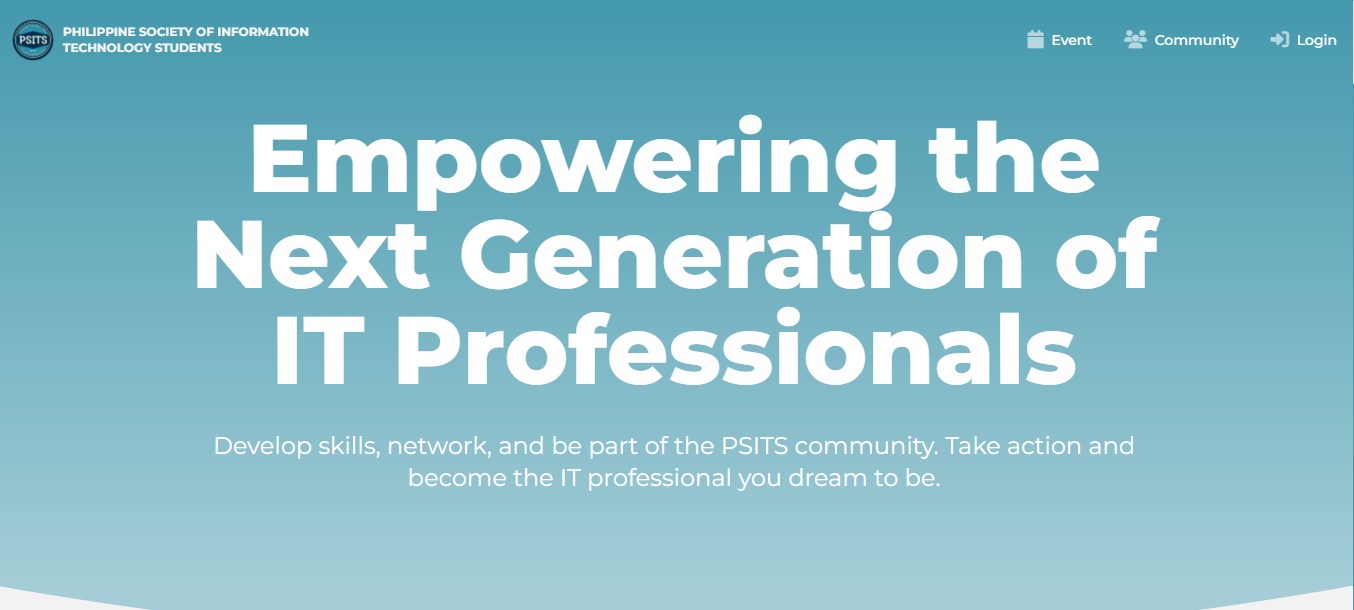 PSITS
PHILIPPINE SOCIETY OF INFORMATION
TECHNOLOGY STUDENTS
Event
Community
Login
Empowering the
Next Generation of
IT Professionals
Develop skills, network, and be part of the PSITS community. Take action and
become the IT professional you dream to be.